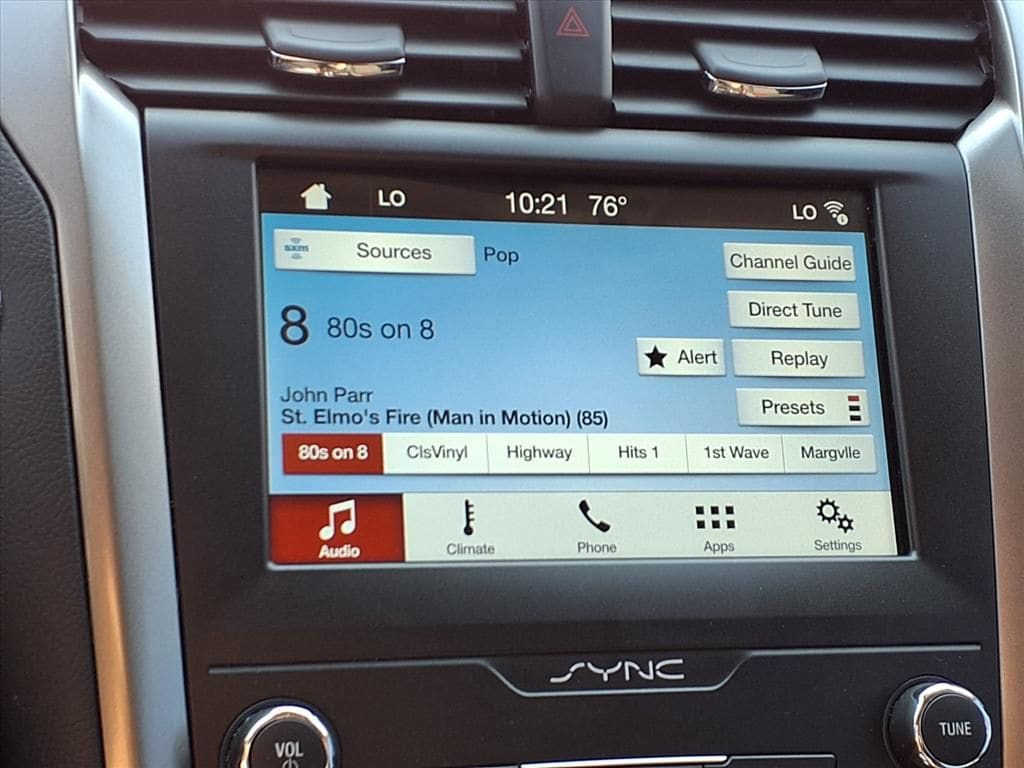 LO 10:21 76° LO
sxm Sources Pop Channel Guide
Direct Tune
8 80s on 8
Alert Replay
John Parr
Presets
St. Elmo's Fire (Man in Motion) (85)
80s on 8 ClsVinyl Highway Hits 1 1st Wave Margvlle
Audio Climate Phone Apps Settings
SYNC
VOL TUNE